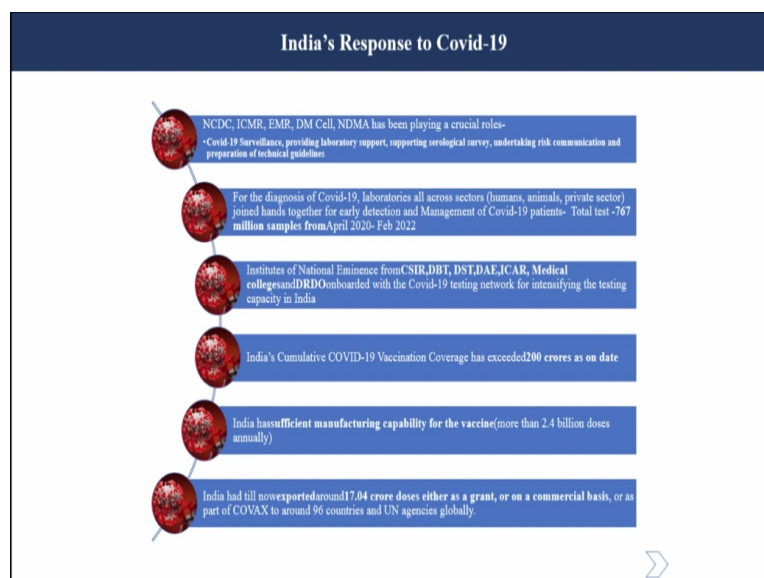 India's Response to Covid-19
NCDC, ICMR, EMR, DM Cell, NDMA has been playing a crucial roles-
•Covid-19 Surveillance, providing laboratory support, supporting serological survey, undertaking risk communication and
preparation of technical guidelines
For the diagnosis of Covid-19, laboratories all across sectors (humans, animals, private sector)
joined hands together for early detection and Management of Covid-19 patients- Total test -767
million samples fromApril 2020- Feb 2022
Institutes of National Eminence fromCSIR,DBT, DST,DAE,ICAR, Medical
collegesandDRDOonboarded with the Covid-19 testing network for intensifying the testing
capacity in India
India's Cumulative COVID-19 Vaccination Coverage has exceeded200 crores as on date
India hassufficient manufacturing capability for the vaccine(more than 2.4 billion doses
annually)
India had till nowexportedaround17.04 crore doses either as a grant, or on a commercial basis, or as
part of COVAX to around 96 countries and UN agencies globally.